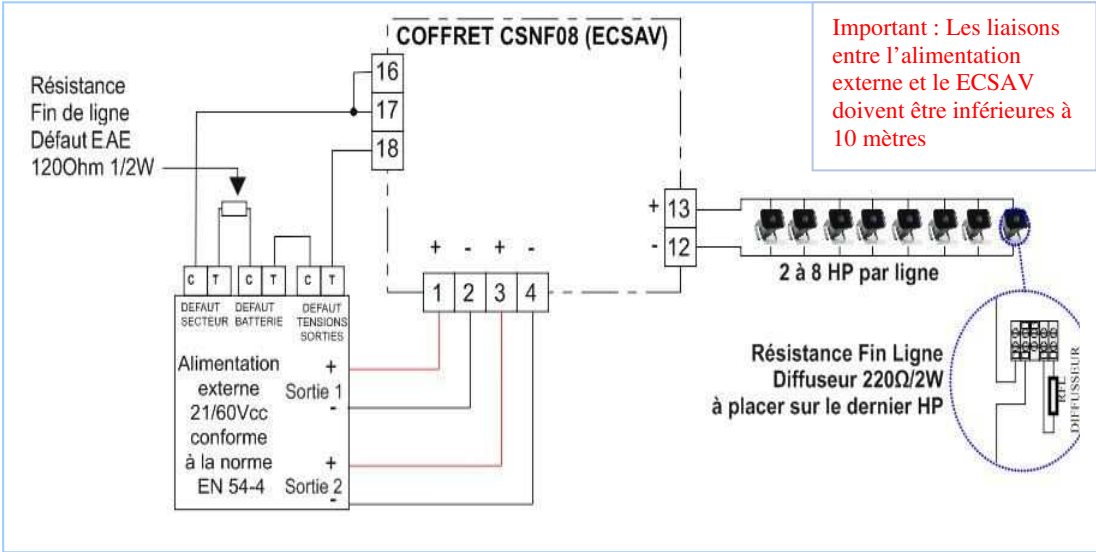 COFFRET CSNF08 (ECSAV)
Important : Les liaisons
entre l'alimentation
externe et le ECSAV
doivent être inférieures à
10 mètres
Résistance
Fin de ligne
Défaut EAE
120Ohm 1/2W
16
17
18
+ 13
- 12
2 à 8 HP par ligne
+ - + -
1 2 3 4
C T C T C T
DEFAUT
SECTEUR
DEFAUT
BATTERIE
DEFAUT
TENSIONS
SORTIES
Alimentation
externe
21/60Vcc
conforme
à la norme
EN 54-4
+
Sortie 1
-
+
Sortie 2
-
Résistance Fin Ligne
Diffuseur 220Ω/2W
à placer sur le dernier HP
RFL
DIFFUSSEUR